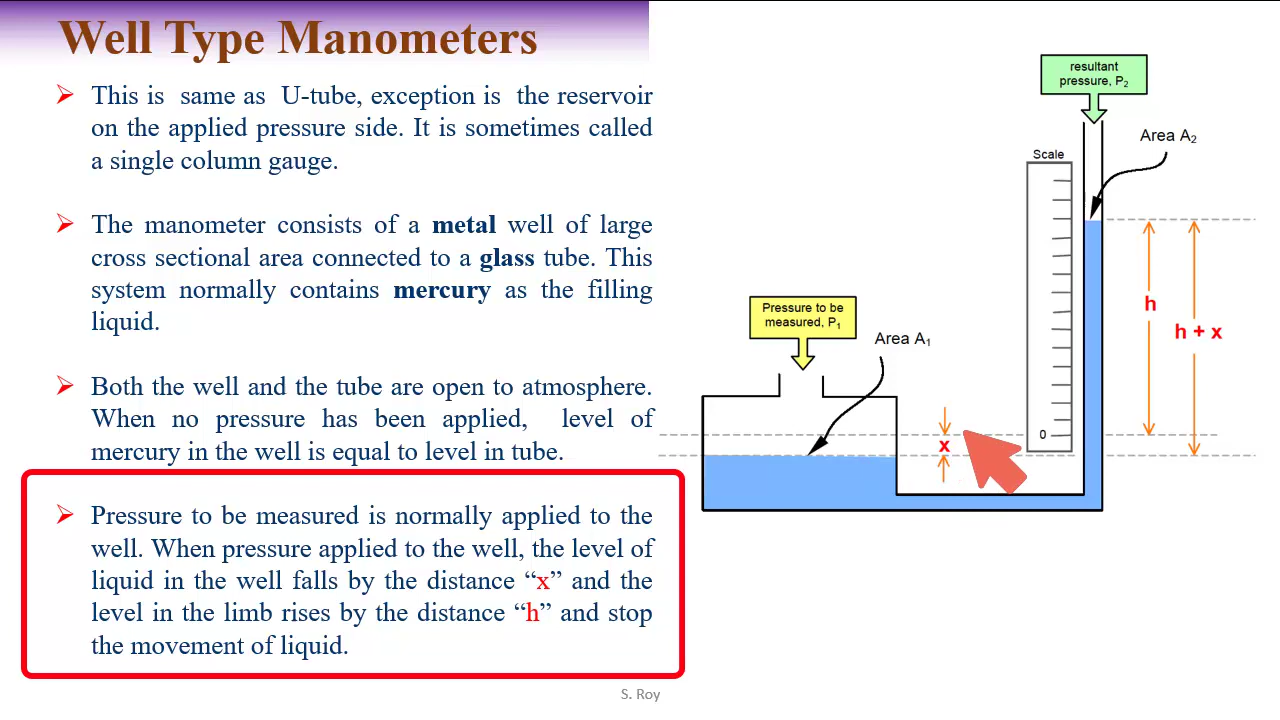 Well Type Manometers
This is same as U-tube, exception is the reservoir
on the applied pressure side. It is sometimes called
a single column gauge.
The manometer consists of a metal well of large
cross sectional area connected to a glass tube. This
system normally contains mercury as the filling
liquid.
Both the well and the tube are open to atmosphere.
When no pressure has been applied, level of
mercury in the well is equal to level in tube.
Pressure to be measured is normally applied to the
well. When pressure applied to the well, the level of
liquid in the well falls by the distance “x” and the
level in the limb rises by the distance “h” and stop
the movement of liquid.
resultant
pressure, P₂
Area A₂
Scale
h
h + x
Pressure to be
measured, P₁
Area A₁
0
x
S. Roy